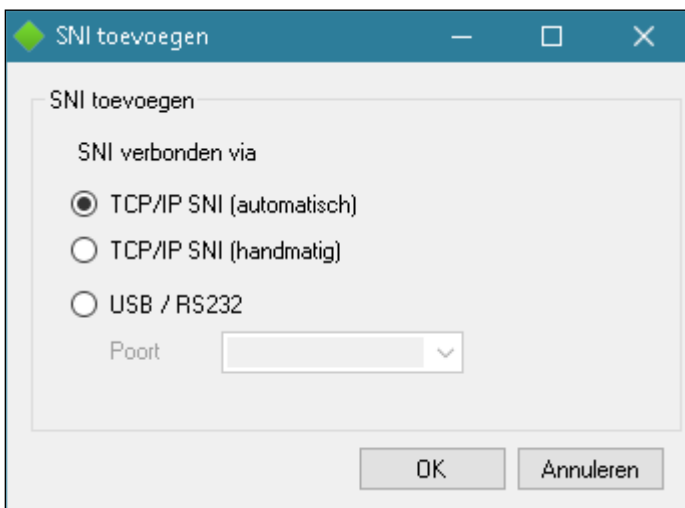 SNI toevoegen
SNI toevoegen
SNI verbonden via
TCP/IP SNI (automatisch)
TCP/IP SNI (handmatig)
USB / RS232
Poort
OK
Annuleren